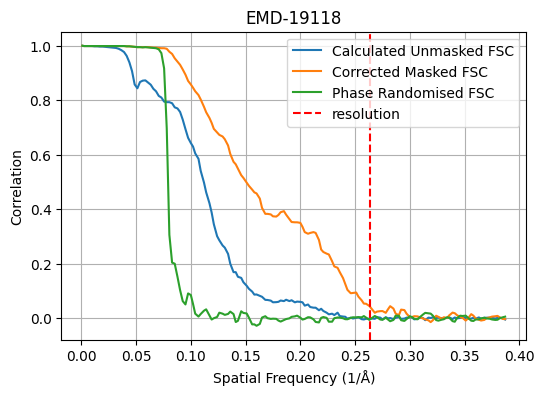 EMD-19118
Calculated Unmasked FSC
Corrected Masked FSC
Phase Randomised FSC
resolution
Correlation
1.0
0.8
0.6
0.4
0.2
0.0
0.00 0.05 0.10 0.15 0.20 0.25 0.30 0.35 0.40
Spatial Frequency (1/Å)